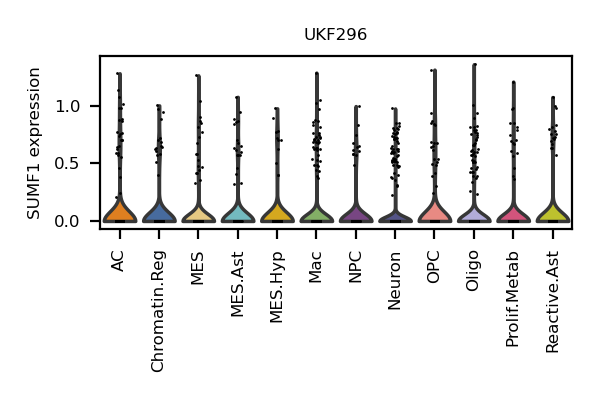 UKF296
SUMF1 expression
1.0
0.5
0.0
AC
Chromatin.Reg
MES
MES.Ast
MES.Hyp
Mac
NPC
Neuron
OPC
Oligo
Prolif.Metab
Reactive.Ast